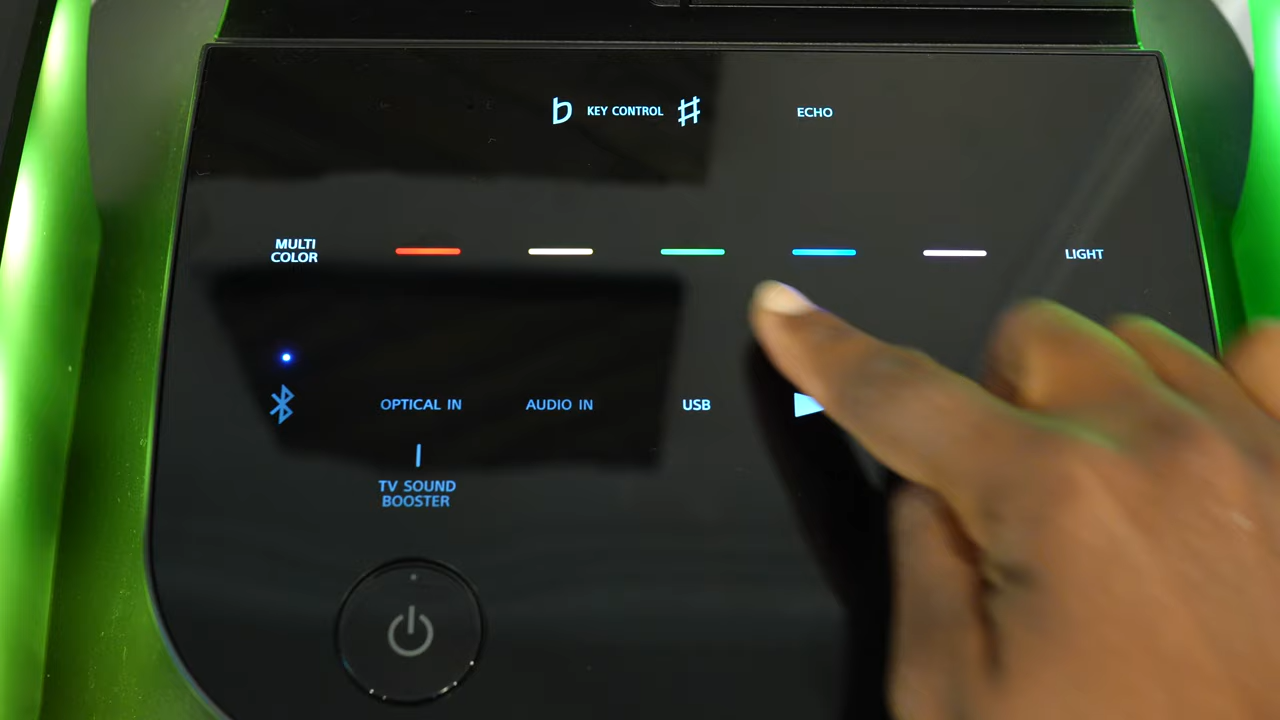 KEY CONTROL
ECHO
MULTI
COLOR
LIGHT
OPTICAL IN
AUDIO IN
USB
TV SOUND
BOOSTER